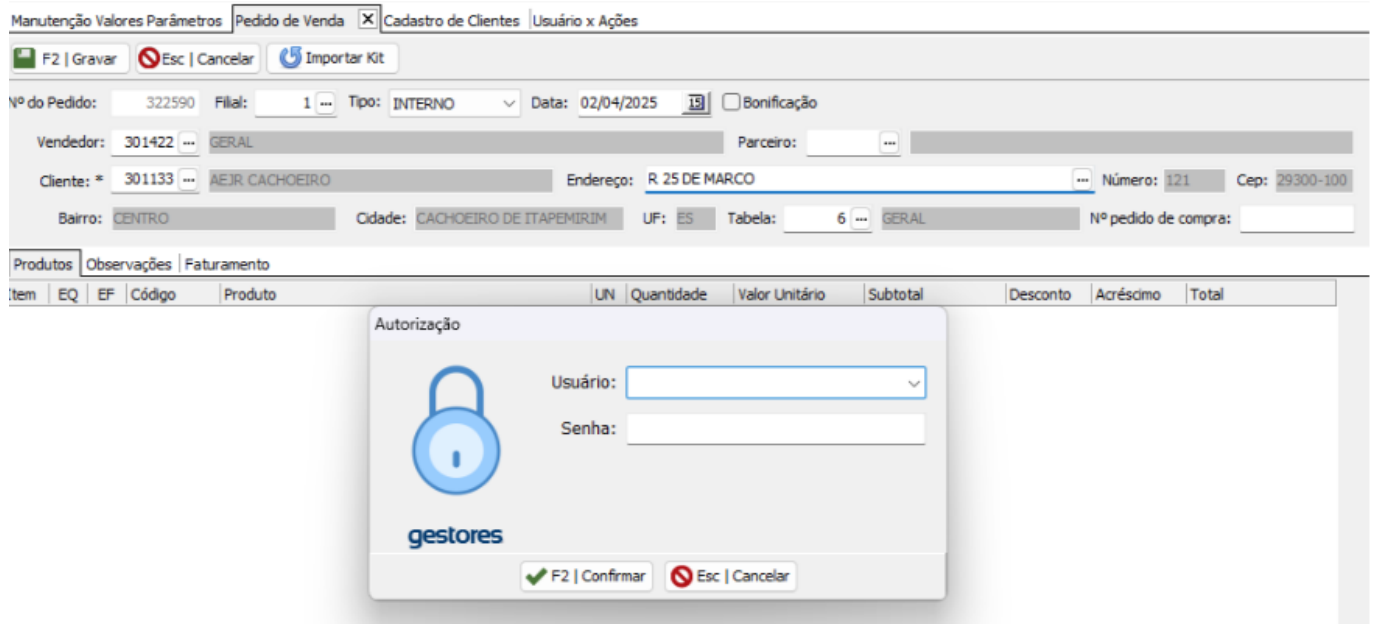 Manutenção Valores Parâmetros Pedido de Venda X Cadastro de Clientes Usuário x Ações
F2 | Gravar Esc | Cancelar Importar Kit
Nº do Pedido: 322590 Filial: 1 ... Tipo: INTERNO Data: 02/04/2025 15 Bonificação
Vendedor: 301422 ... GERAL Parceiro: ...
Cliente: * 301133 ... AEJR CACHOEIRO Endereço: R 25 DE MARCO ... Número: 121 Cep: 29300-100
Bairro: CENTRO Cidade: CACHOEIRO DE ITAPEMIRIM UF: ES Tabela: 6 ... GERAL Nº pedido de compra:
Produtos Observações Faturamento
Item EQ EF Código Produto UN Quantidade Valor Unitário Subtotal Desconto Acréscimo Total
Autorização
Usuário:
Senha:
gestores
F2 | Confirmar Esc | Cancelar